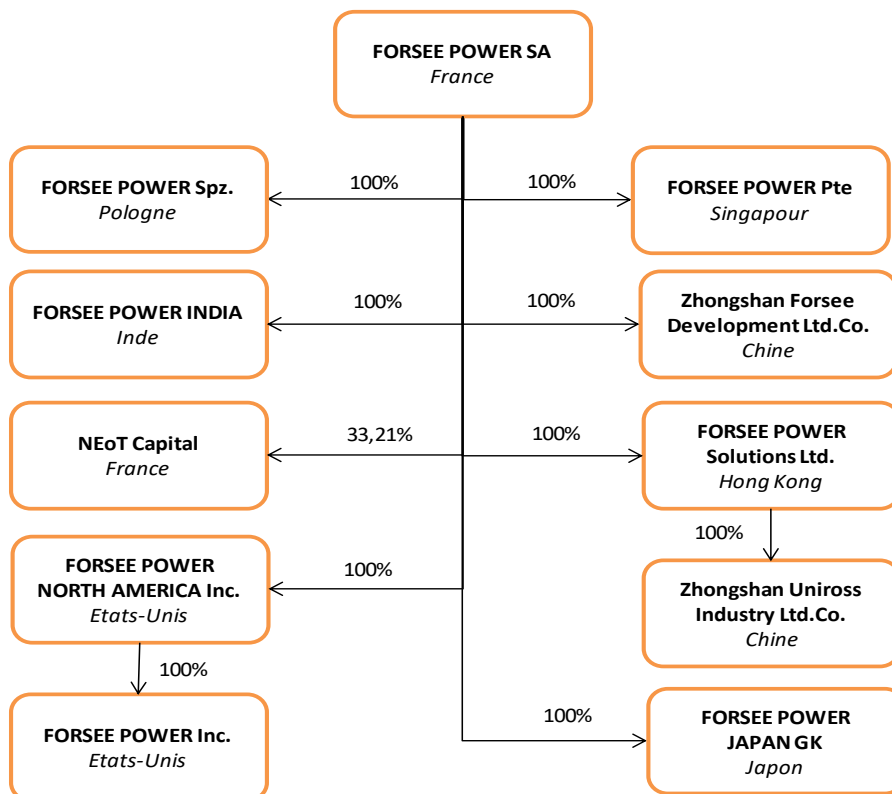 FORSEE POWER SA
France
FORSEE POWER Spz.
Pologne
100%
100%
FORSEE POWER Pte
Singapour
FORSEE POWER INDIA
Inde
100%
100%
Zhongshan Forsee
Development Ltd.Co.
Chine
NEoT Capital
France
33,21%
100%
FORSEE POWER
Solutions Ltd.
Hong Kong
100%
FORSEE POWER
NORTH AMERICA Inc.
Etats-Unis
100%
Zhongshan Uniross
Industry Ltd.Co.
Chine
100%
FORSEE POWER Inc.
Etats-Unis
100%
FORSEE POWER
JAPAN GK
Japon